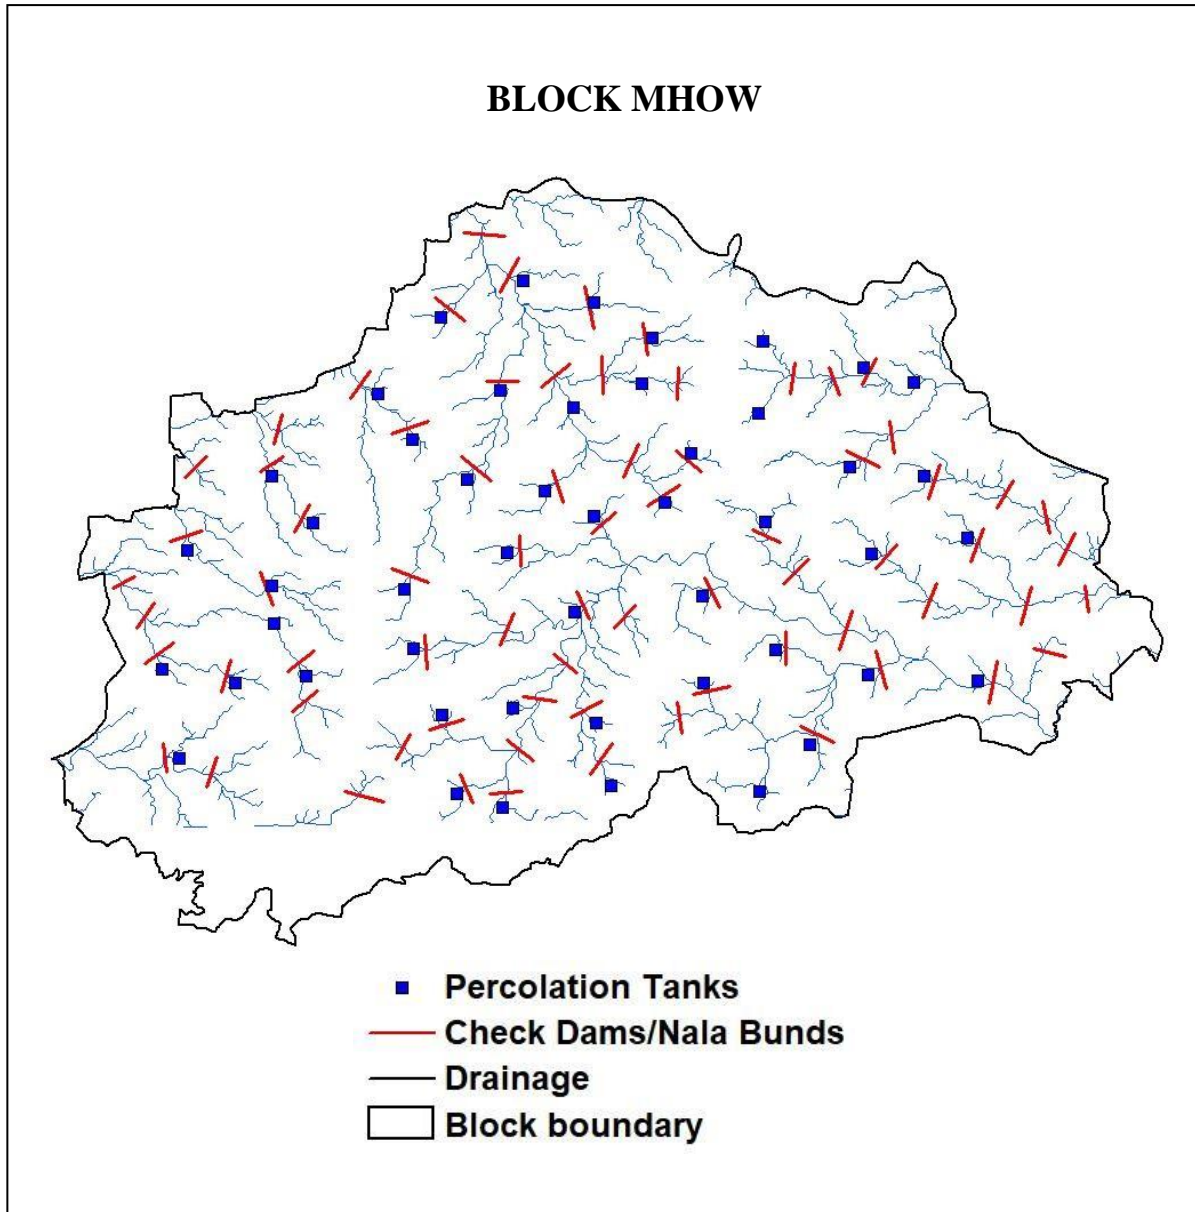 BLOCK MHOW
Percolation Tanks
Check Dams/Nala Bunds
Drainage
Block boundary